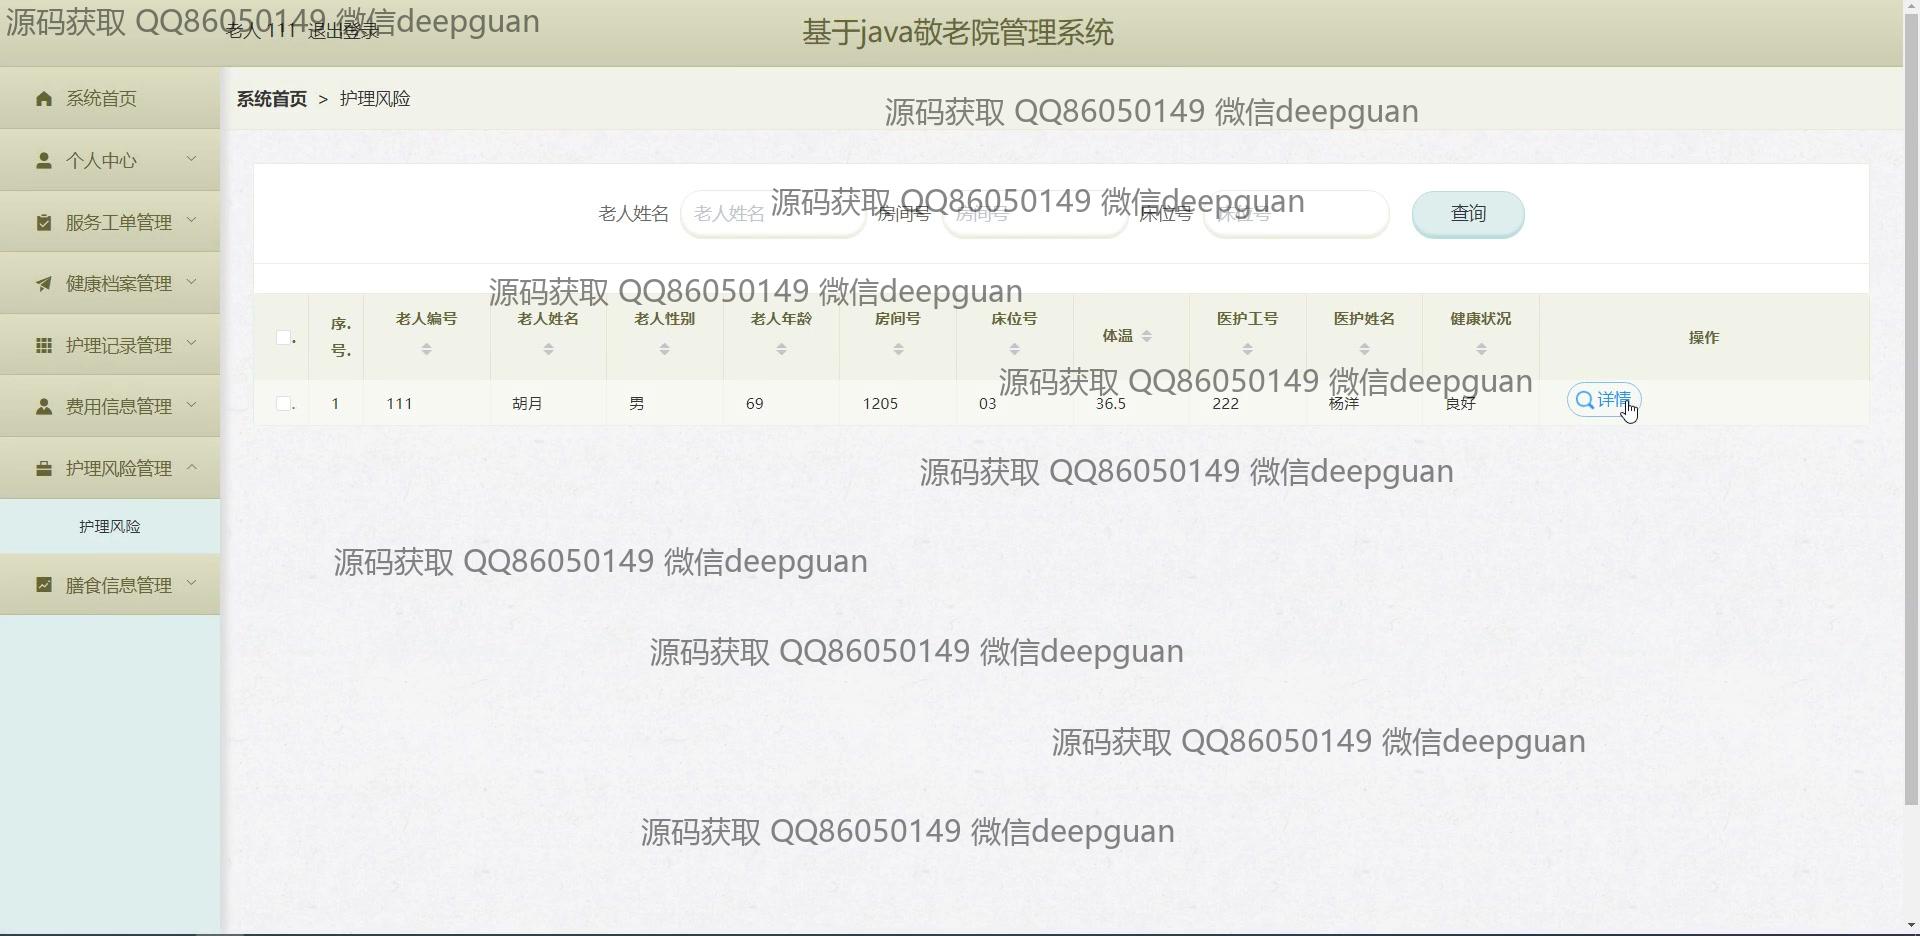 源码获取 QQ86050149 微信deepguan
老人 111 退出登录
基于java敬老院管理系统
系统首页
个人中心
服务工单管理
健康档案管理
护理记录管理
费用信息管理
护理风险管理
护理风险
膳食信息管理
系统首页 > 护理风险
源码获取 QQ86050149 微信deepguan
源码获取 QQ86050149 微信deepguan
老人姓名 老人姓名 房间号 房间号 床位号 床位号 查询
源码获取 QQ86050149 微信deepguan
序号. 老人编号 老人姓名 老人性别 老人年龄 房间号 床位号 体温 医护工号 医护姓名 健康状况 操作
源码获取 QQ86050149 微信deepguan
1 111 胡月 男 69 1205 03 36.5 222 杨洋 良好 详情
源码获取 QQ86050149 微信deepguan
源码获取 QQ86050149 微信deepguan
源码获取 QQ86050149 微信deepguan
源码获取 QQ86050149 微信deepguan
源码获取 QQ86050149 微信deepguan